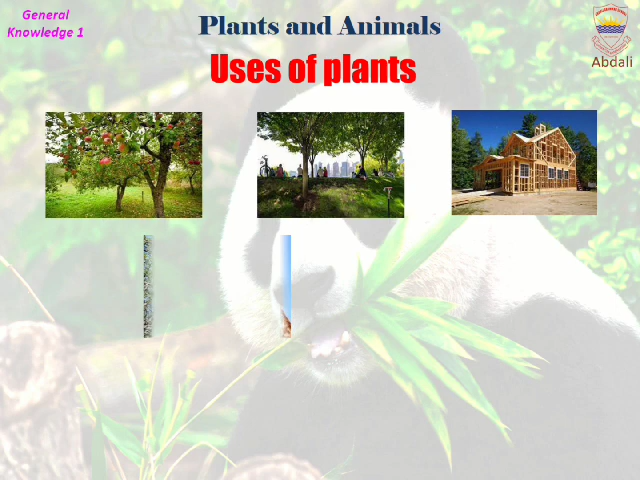 General
Knowledge 1
Plants and Animals
Uses of plants
Abdali